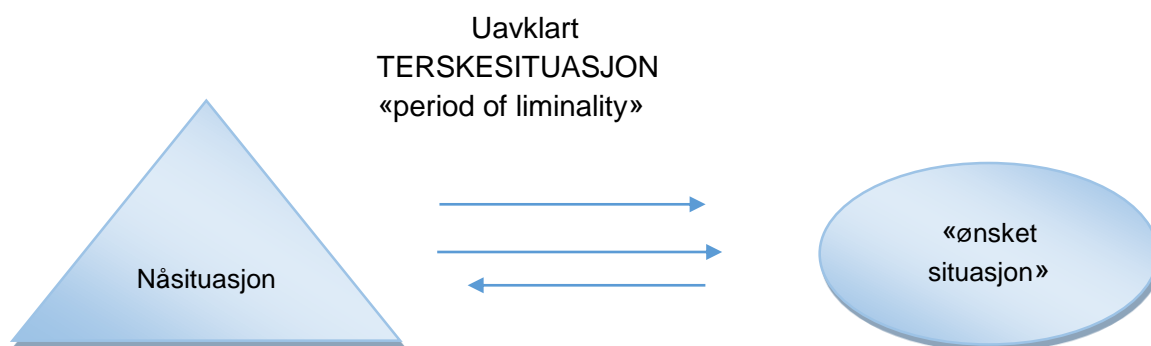 Uavklart
TERSKESITUASJON
«period of liminality»
Nåsituasjon
«ønsket
situasjon»